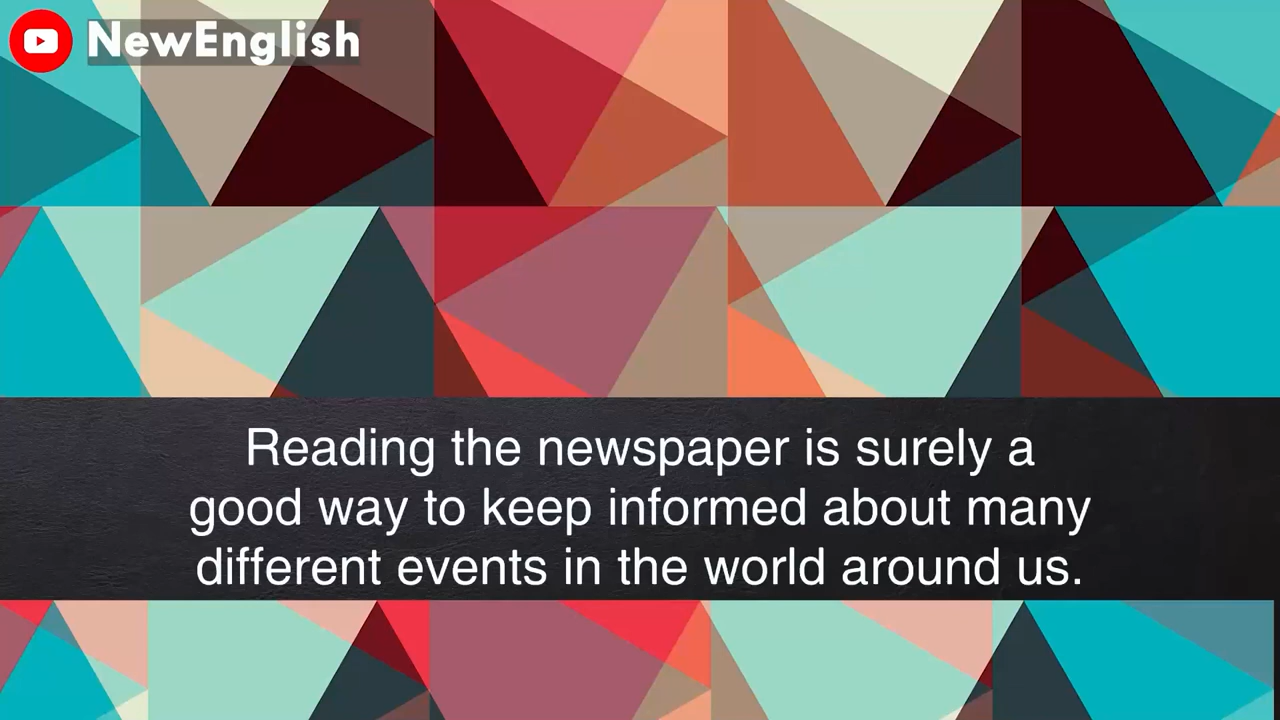 NewEnglish
Reading the newspaper is surely a
good way to keep informed about many
different events in the world around us.